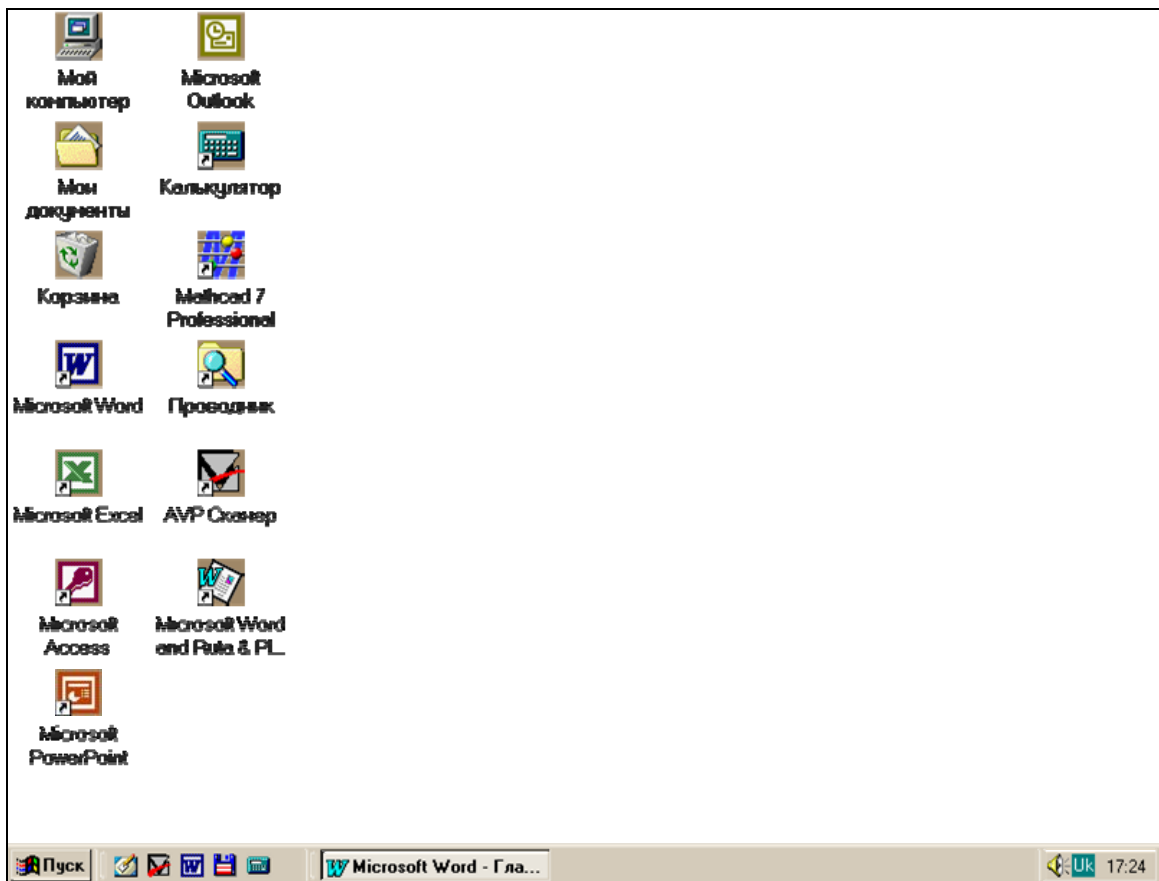 Мой
компьютер
Microsoft
Outlook
Мои
документы
Калькулятор
Корзина
Mathcad 7
Professional
Microsoft Word
Проводник
Microsoft Excel
AVP Сканер
Microsoft
Access
Microsoft Word
and Ruta & Pl...
Microsoft
PowerPoint
Пуск
Microsoft Word - Гла...
Uk
17:24